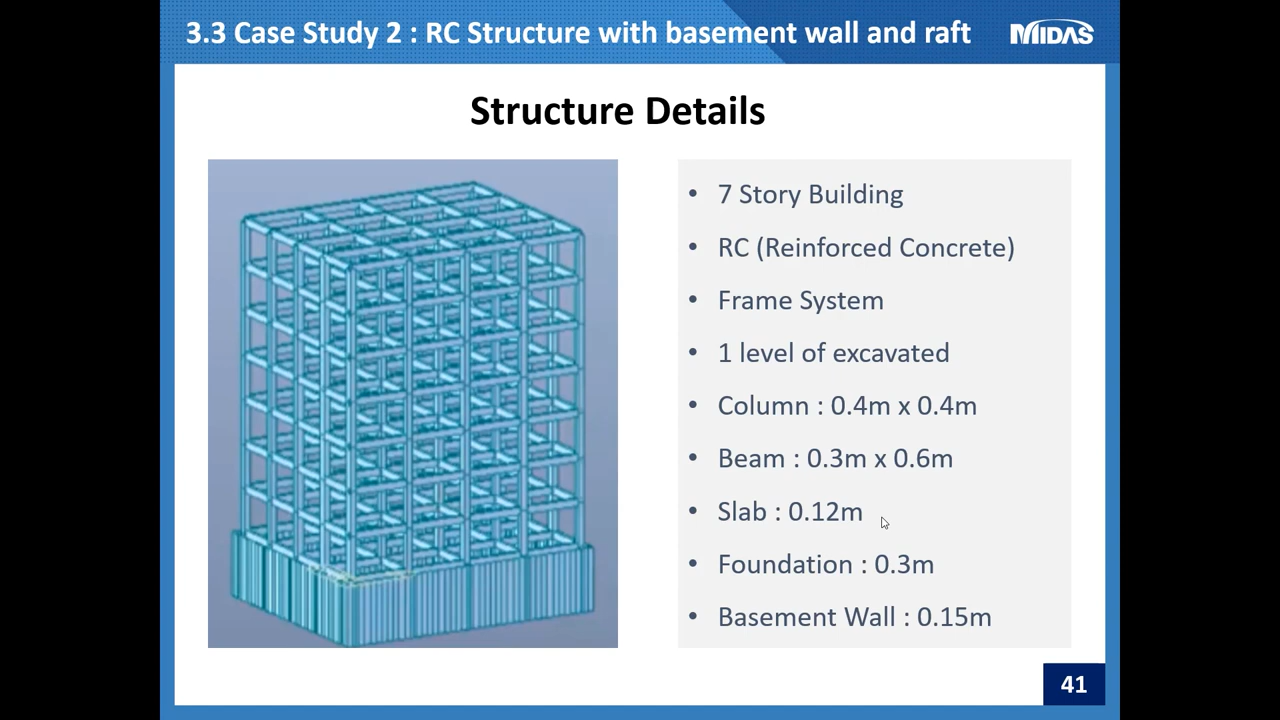 3.3 Case Study 2 : RC Structure with basement wall and raft
MIDAS
Structure Details
• 7 Story Building
• RC (Reinforced Concrete)
• Frame System
• 1 level of excavated
• Column : 0.4m x 0.4m
• Beam : 0.3m x 0.6m
• Slab : 0.12m
• Foundation : 0.3m
• Basement Wall : 0.15m
41